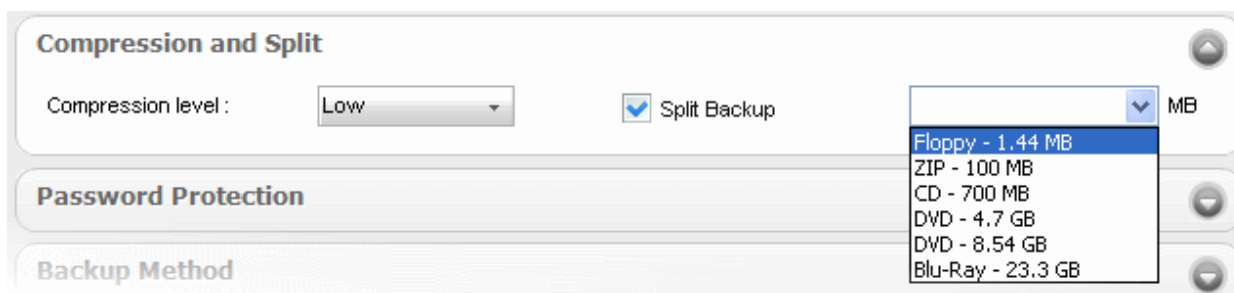 Compression and Split
Compression level : Low Split Backup MB
Floppy - 1.44 MB
ZIP - 100 MB
CD - 700 MB
DVD - 4.7 GB
DVD - 8.54 GB
Blu-Ray - 23.3 GB
Password Protection
Backup Method